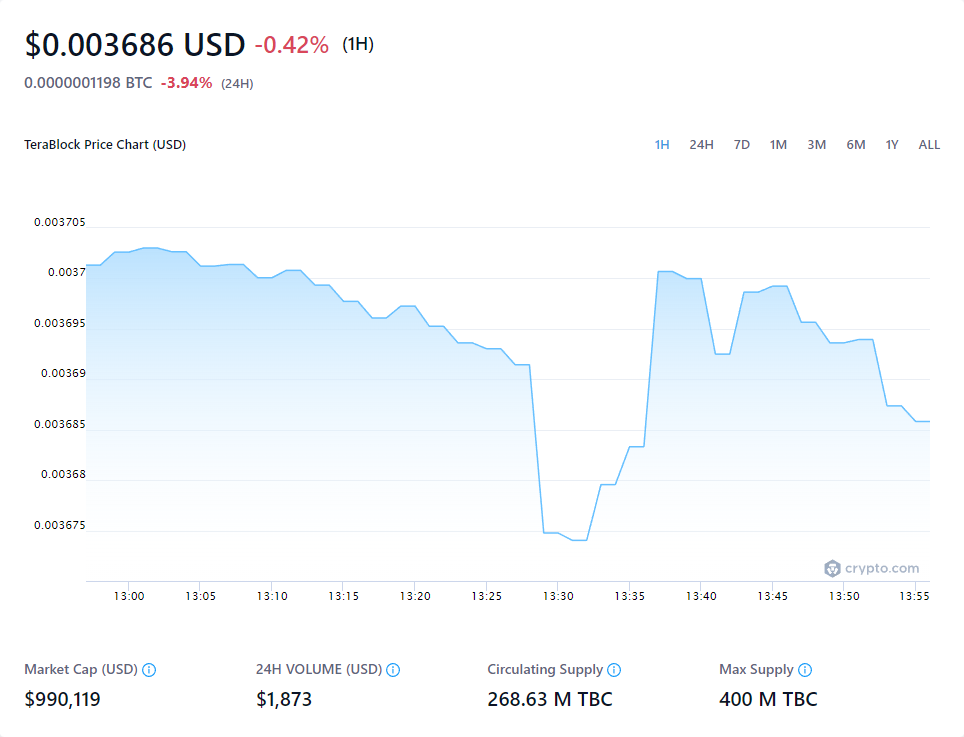 $0.003686 USD -0.42% (1H)
0.0000001198 BTC -3.94% (24H)
TeraBlock Price Chart (USD) 1H 24H 7D 1M 3M 6M 1Y ALL
0.003705
0.0037
0.003695
0.00369
0.003685
0.00368
0.003675
crypto.com
13:00 13:05 13:10 13:15 13:20 13:25 13:30 13:35 13:40 13:45 13:50 13:55
Market Cap (USD) 24H VOLUME (USD) Circulating Supply Max Supply
$990,119 $1,873 268.63 M TBC 400 M TBC